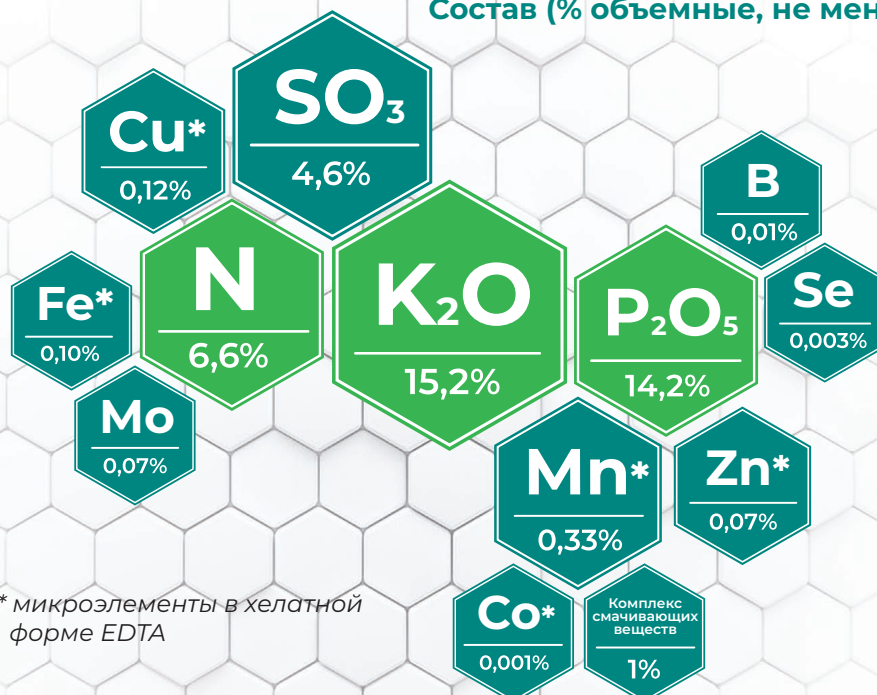 Состав (% объемные, не мен
SO₃
4,6%
Cu*
0,12%
B
0,01%
N
6,6%
K₂O
15,2%
P₂O₅
14,2%
Se
0,003%
Fe*
0,10%
Mo
0,07%
Mn*
0,33%
Zn*
0,07%
Co*
0,001%
Комплекс
смачивающих
веществ
1%
* микроэлементы в хелатной
форме EDTA